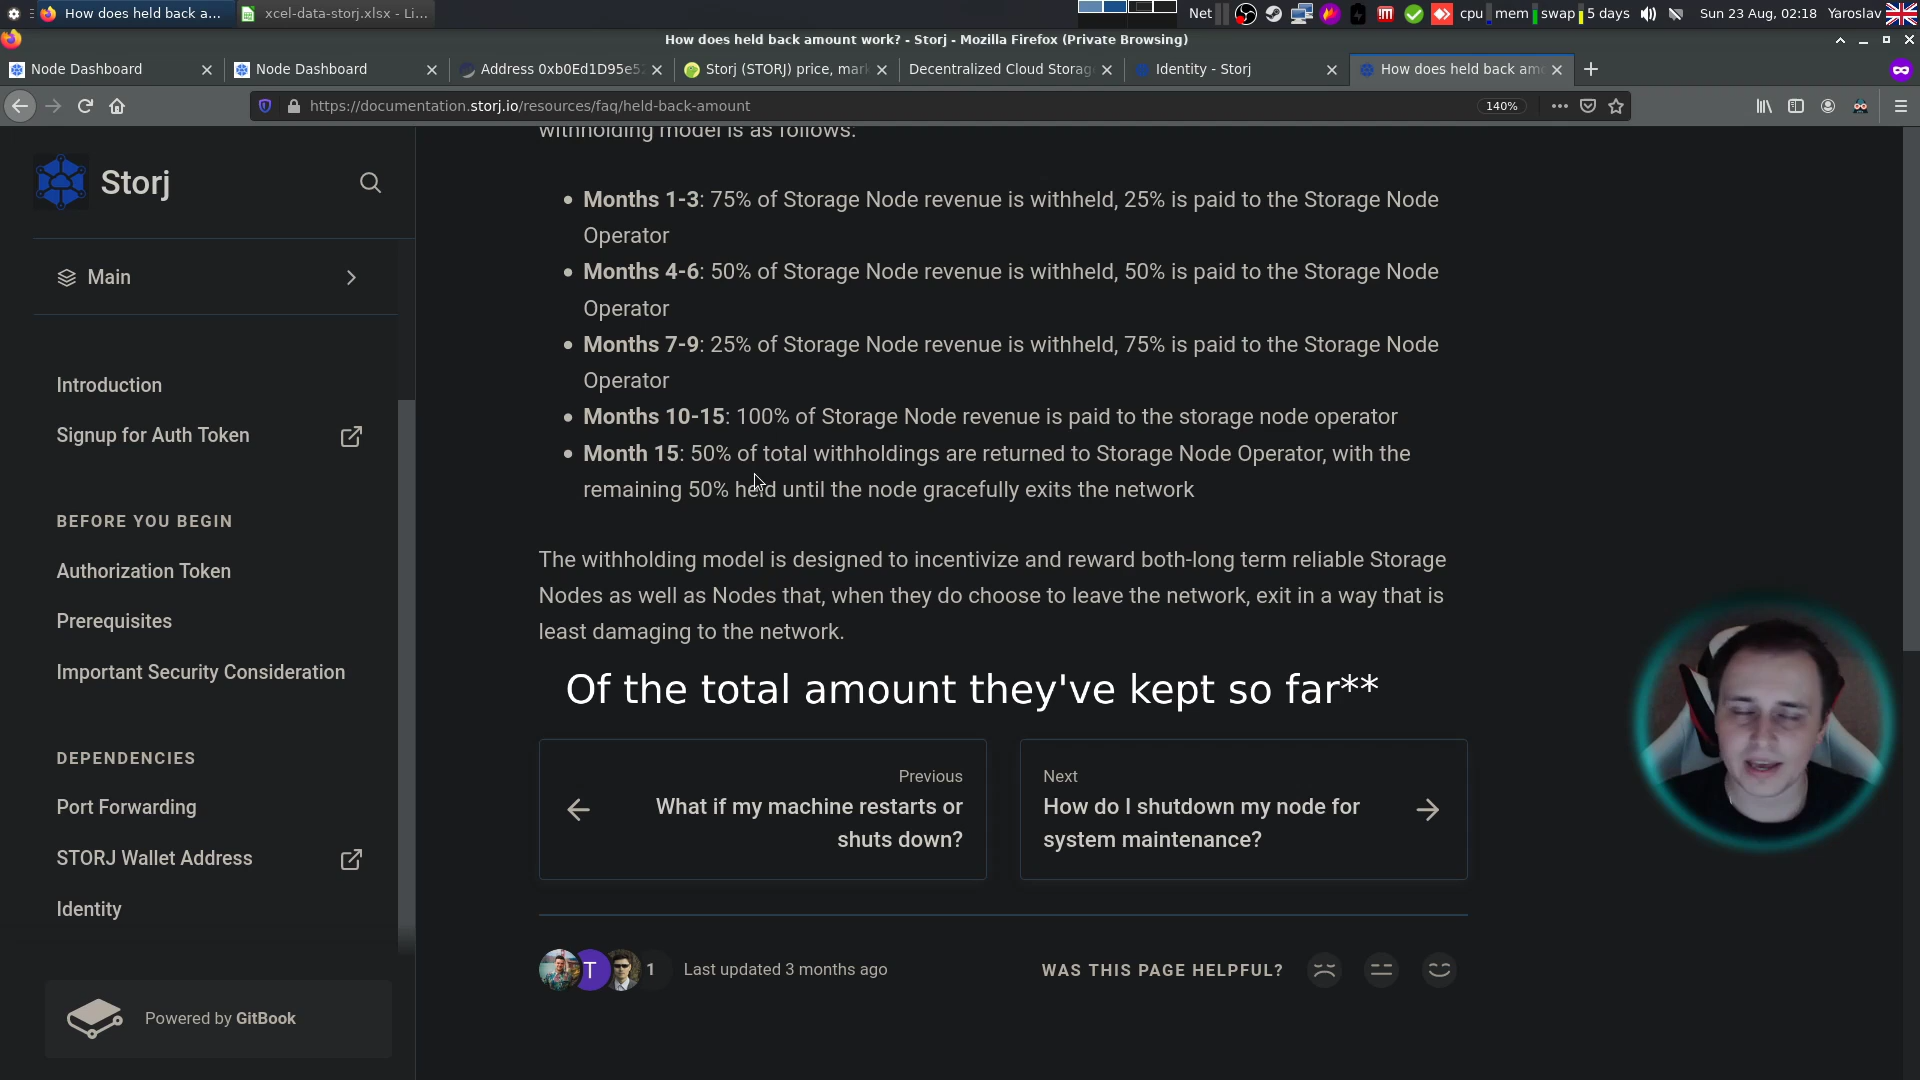 How does held back a...
xcel-data-storj.xlsx - Li...
Net
cpu
mem
swap
5 days
Sun 23 Aug, 02:18
Yaroslav
How does held back amount work? - Storj - Mozilla Firefox (Private Browsing)
Node Dashboard
Node Dashboard
Address 0xb0Ed1D95e5
Storj (STORJ) price, mar
Decentralized Cloud Storag
Identity - Storj
How does held back am
https://documentation.storj.io/resources/faq/held-back-amount
140%
Storj
Main
Introduction
Signup for Auth Token
BEFORE YOU BEGIN
Authorization Token
Prerequisites
Important Security Consideration
DEPENDENCIES
Port Forwarding
STORJ Wallet Address
Identity
Powered by GitBook
withholding model is as follows:
• Months 1-3: 75% of Storage Node revenue is withheld, 25% is paid to the Storage Node
Operator
• Months 4-6: 50% of Storage Node revenue is withheld, 50% is paid to the Storage Node
Operator
• Months 7-9: 25% of Storage Node revenue is withheld, 75% is paid to the Storage Node
Operator
• Months 10-15: 100% of Storage Node revenue is paid to the storage node operator
• Month 15: 50% of total withholdings are returned to Storage Node Operator, with the
remaining 50% held until the node gracefully exits the network
The withholding model is designed to incentivize and reward both-long term reliable Storage
Nodes as well as Nodes that, when they do choose to leave the network, exit in a way that is
least damaging to the network.
Of the total amount they've kept so far**
Previous
What if my machine restarts or
shuts down?
Next
How do I shutdown my node for
system maintenance?
T
1
Last updated 3 months ago
WAS THIS PAGE HELPFUL?